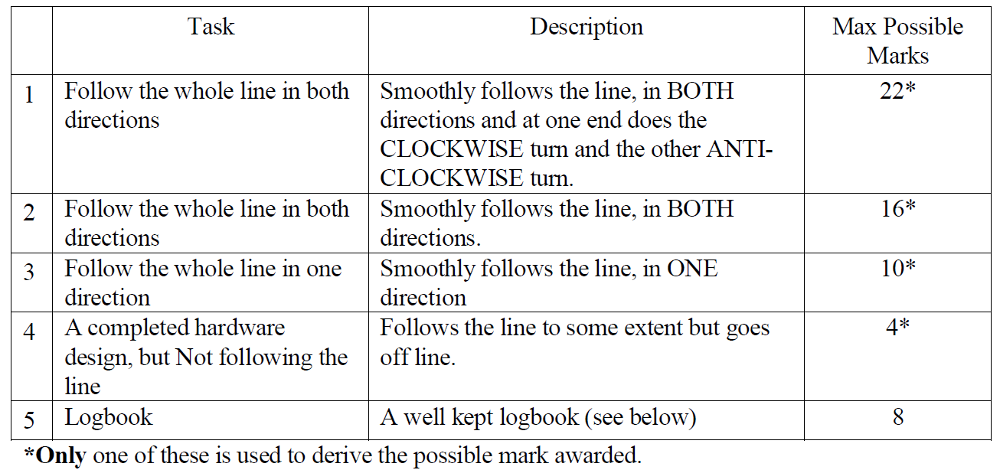 Task Description Max Possible
Marks
1 Follow the whole line in both Smoothly follows the line, in BOTH 22*
directions directions and at one end does the
CLOCKWISE turn and the other ANTI-
CLOCKWISE turn.
2 Follow the whole line in both Smoothly follows the line, in BOTH 16*
directions directions.
3 Follow the whole line in one Smoothly follows the line, in ONE 10*
direction direction
4 A completed hardware Follows the line to some extent but goes 4*
design, but Not following the off line.
line
5 Logbook A well kept logbook (see below) 8
*Only one of these is used to derive the possible mark awarded.